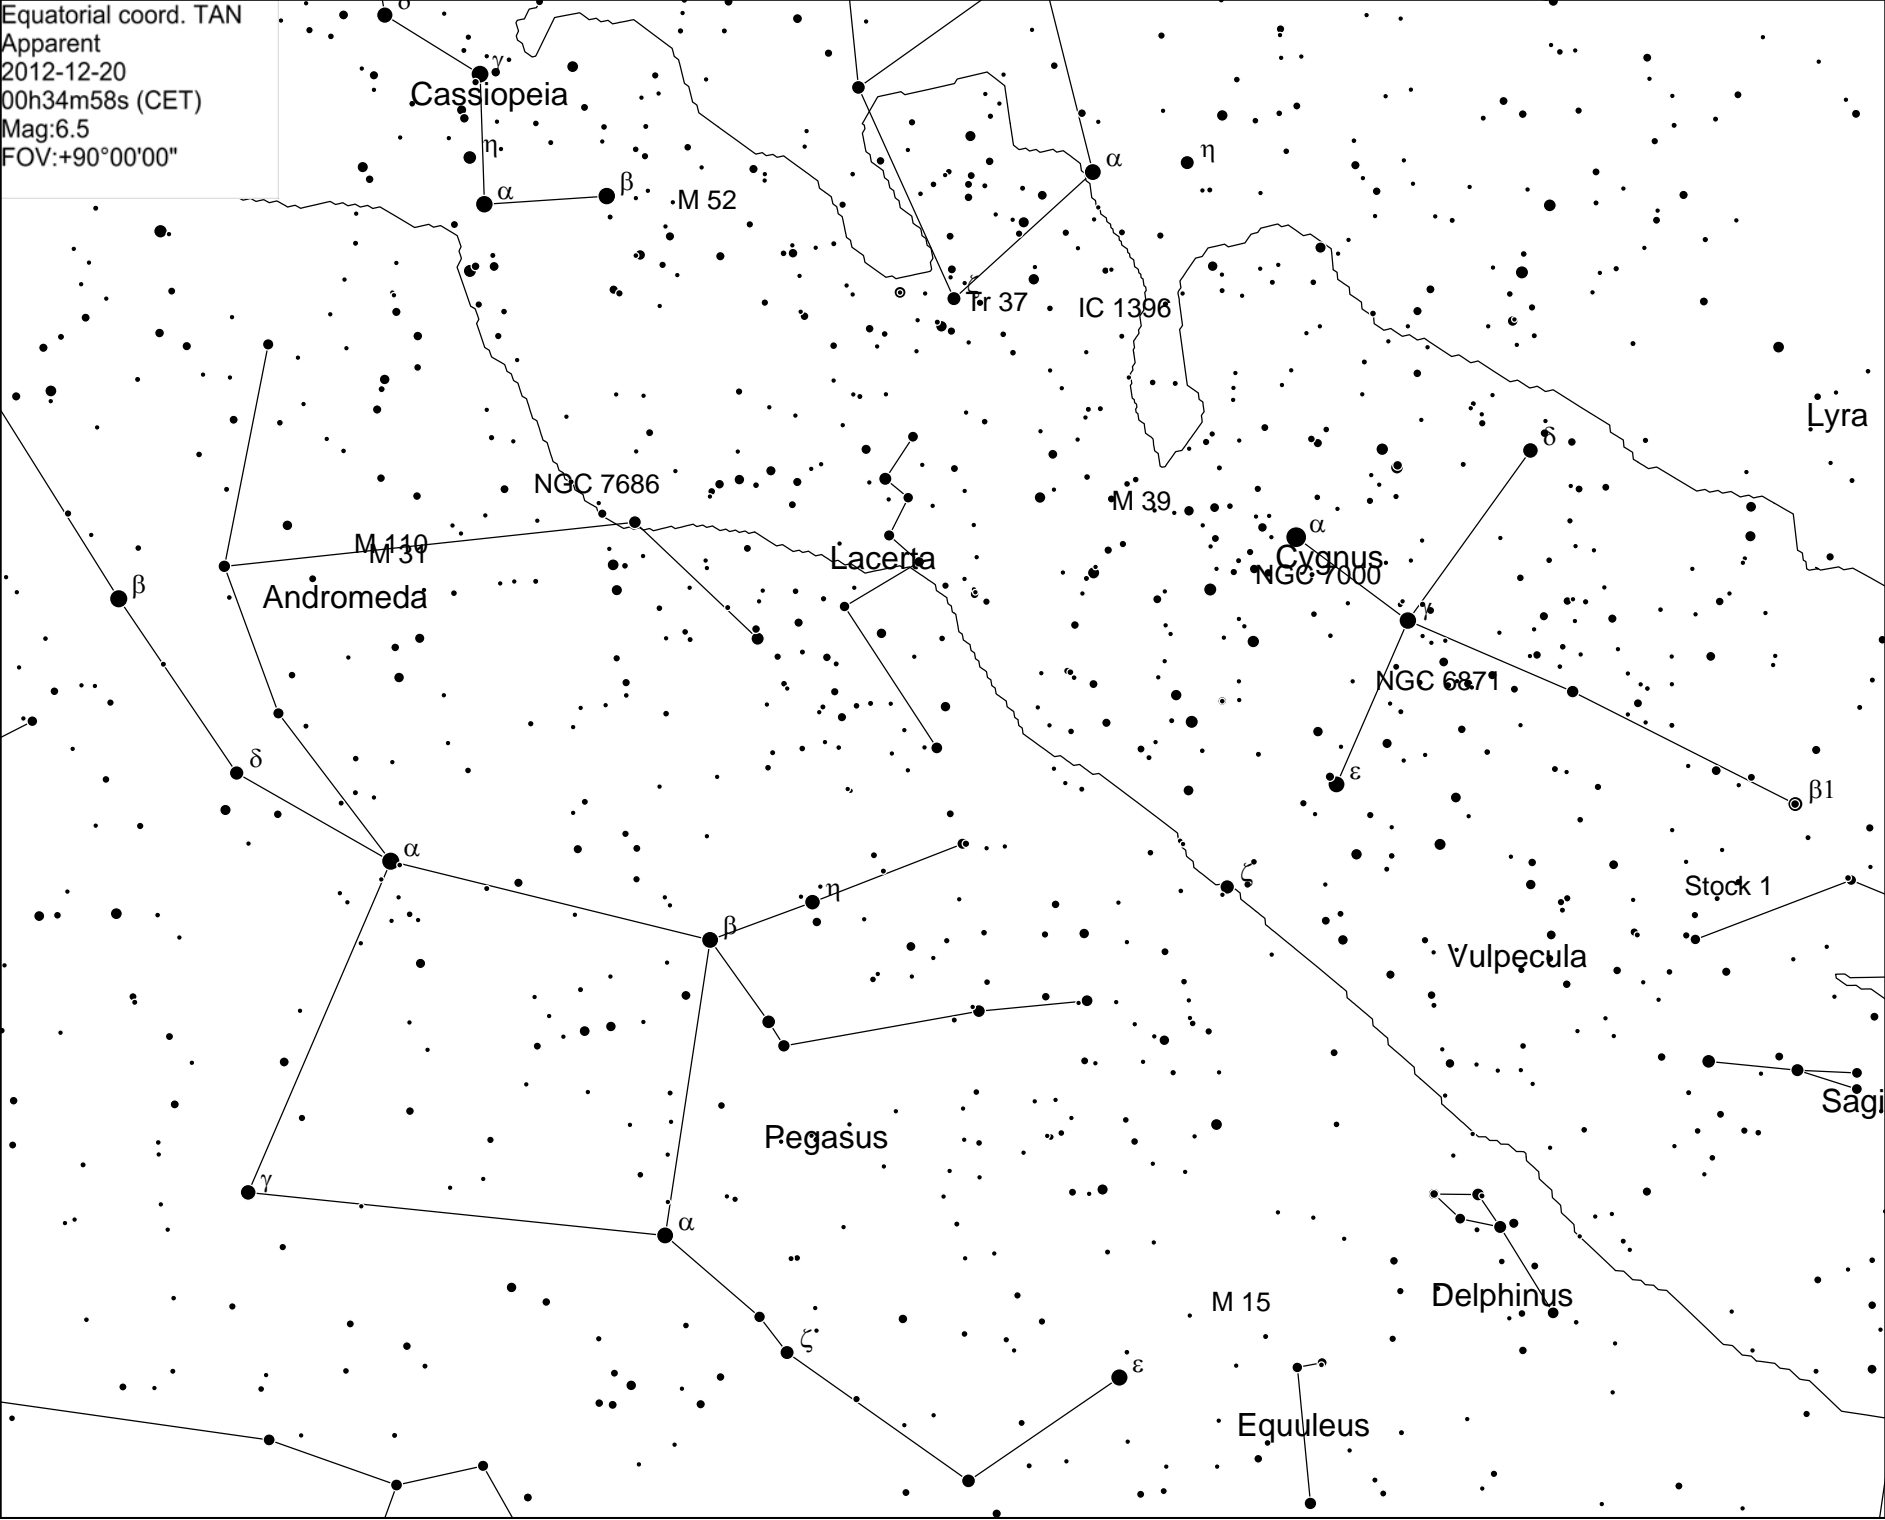 Equatorial coord. TAN
Apparent
2012-12-20
00h34m58s (CET)
Mag:6.5
FOV:+90°00'00"
δ
γ
Cassiopeia
η
α
β
M 52
α
η
ζ
Tr 37
IC 1396
Lyra
δ
NGC 7686
M 39
α
M 110
M 31
Lacerta
Cygnus
NGC 7000
β
Andromeda
γ
NGC 6871
δ
ε
β1
α
η
ζ
Stock 1
β
Vulpecula
Sagi
Pegasus
γ
α
Delphinus
M 15
ζ
ε
Equuleus